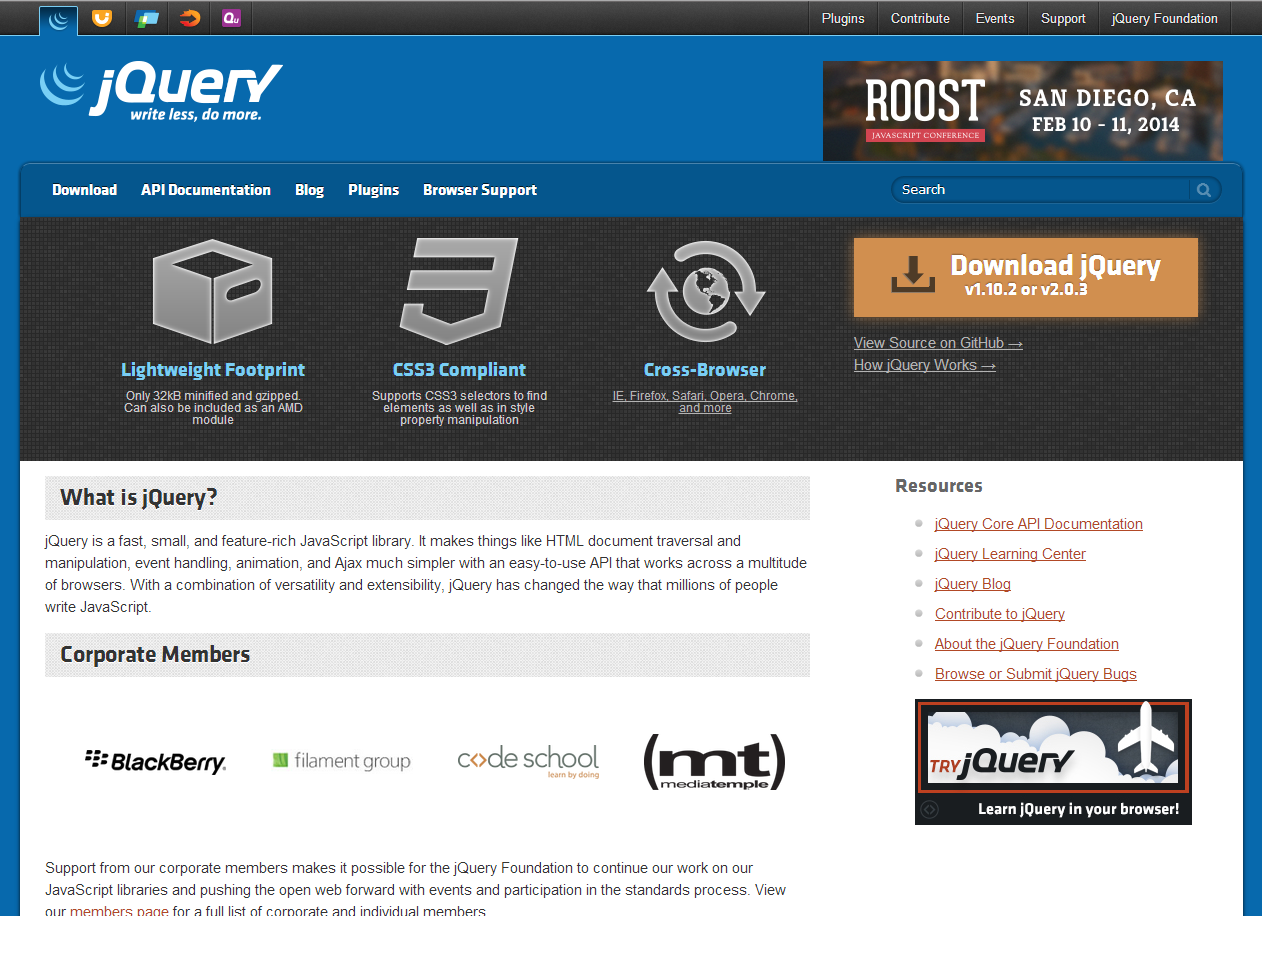 Plugins
Contribute
Events
Support
jQuery Foundation
Qu
jQuery
write less, do more.
ROOST
JAVASCRIPT CONFERENCE
SAN DIEGO, CA
FEB 10 - 11, 2014
Download
API Documentation
Blog
Plugins
Browser Support
Search
Lightweight Footprint
Only 32kB minified and gzipped.
Can also be included as an AMD
module
CSS3 Compliant
Supports CSS3 selectors to find
elements as well as in style
property manipulation
Cross-Browser
IE, Firefox, Safari, Opera, Chrome,
and more
Download jQuery
v1.10.2 or v2.0.3
View Source on GitHub →
How jQuery Works →
What is jQuery?
jQuery is a fast, small, and feature-rich JavaScript library. It makes things like HTML document traversal and
manipulation, event handling, animation, and Ajax much simpler with an easy-to-use API that works across a multitude
of browsers. With a combination of versatility and extensibility, jQuery has changed the way that millions of people
write JavaScript.
Corporate Members
BlackBerry
filament group
code school
learn by doing
(mt)
mediatemple
Support from our corporate members makes it possible for the jQuery Foundation to continue our work on our
JavaScript libraries and pushing the open web forward with events and participation in the standards process. View
our members page for a full list of corporate and individual members
Resources
jQuery Core API Documentation
jQuery Learning Center
jQuery Blog
Contribute to jQuery
About the jQuery Foundation
Browse or Submit jQuery Bugs
TRY jQuery
Learn jQuery in your browser!